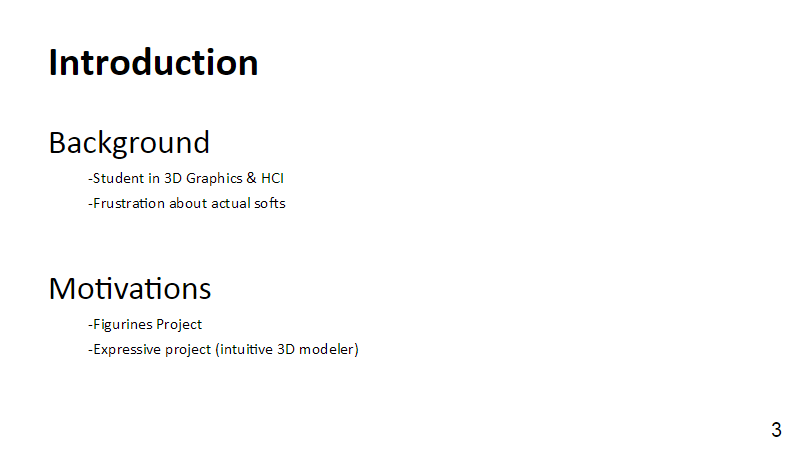 Introduction
Background
-Student in 3D Graphics & HCI
-Frustration about actual softs
Motivations
-Figurines Project
-Expressive project (intuitive 3D modeler)
3